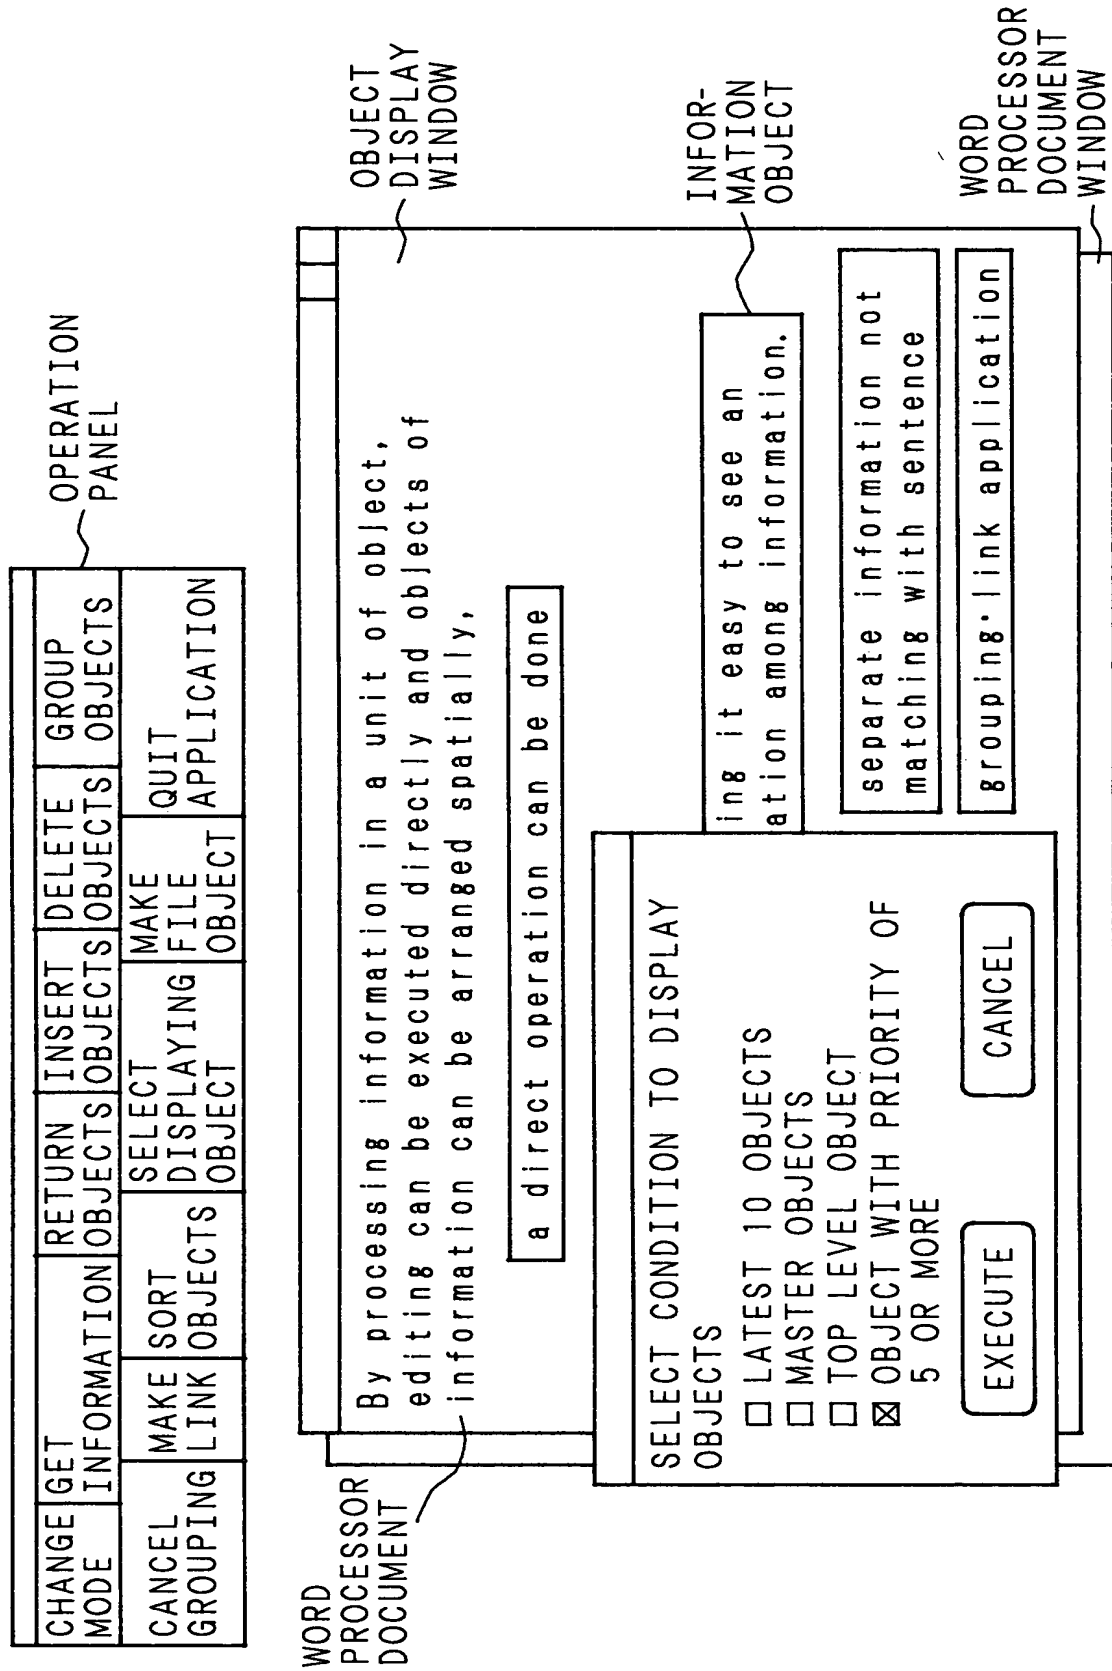 OPERATION
PANEL
CHANGE
MODE
GET
INFORMATION
RETURN
OBJECTS
INSERT
OBJECTS
DELETE
OBJECTS
GROUP
OBJECTS
CANCEL
GROUPING
MAKE
LINK
SORT
OBJECTS
SELECT
DISPLAYING
OBJECT
MAKE
FILE
OBJECT
QUIT
APPLICATION
WORD
PROCESSOR
DOCUMENT
OBJECT
DISPLAY
WINDOW
By processing information in a unit of object,
editing can be executed directly and objects of
information can be arranged spatially,
a direct operation can be done
INFOR-
MATION
OBJECT
ing it easy to see an
ation among information.
separate information not
matching with sentence
grouping·link application
SELECT CONDITION TO DISPLAY
OBJECTS
☐ LATEST 10 OBJECTS
☐ MASTER OBJECTS
☐ TOP LEVEL OBJECT
☒ OBJECT WITH PRIORITY OF
5 OR MORE
EXECUTE
CANCEL
WORD
PROCESSOR
DOCUMENT
WINDOW